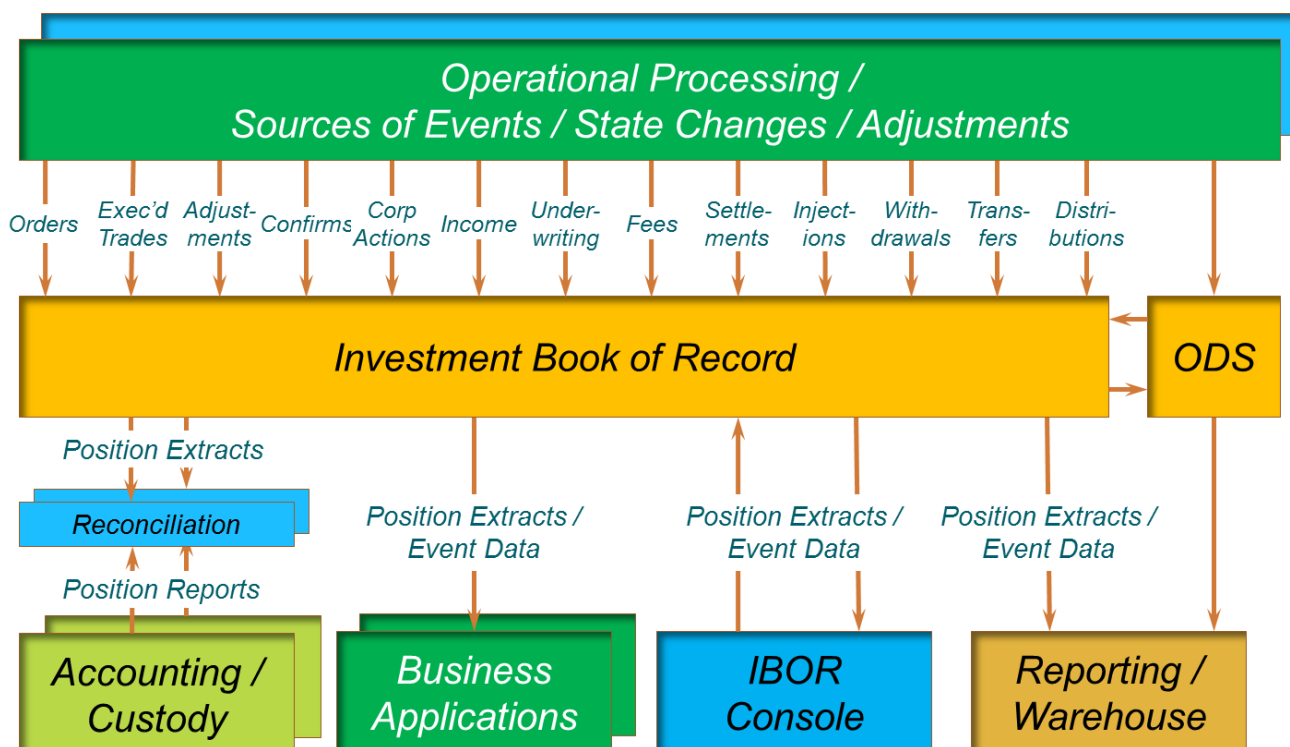 Operational Processing /
Sources of Events / State Changes / Adjustments
Orders
Exec'd
Trades
Adjust-
ments
Confirms
Corp
Actions
Income
Under-
writing
Fees
Settle-
ments
Inject-
ions
With-
drawals
Trans-
fers
Distri-
butions
Investment Book of Record
ODS
Position Extracts
Reconciliation
Position Reports
Position Extracts /
Event Data
Position Extracts /
Event Data
Position Extracts /
Event Data
Accounting /
Custody
Business
Applications
IBOR
Console
Reporting /
Warehouse